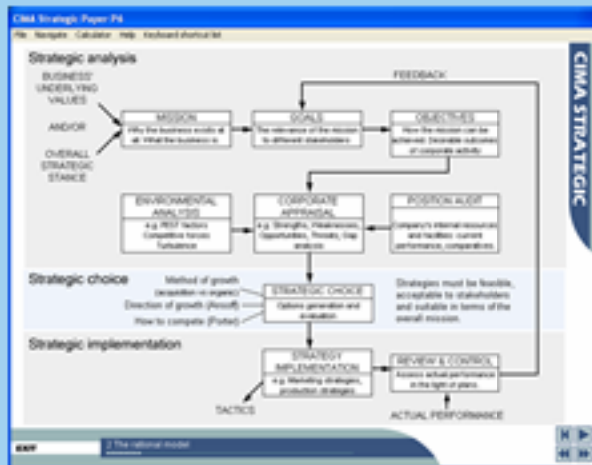 CIMA Strategic Paper P6
File Navigate Calculator Help Keyboard shortcut list
Strategic analysis
BUSINESS'
UNDERLYING
VALUES
AND/OR
OVERALL
STRATEGIC
STANCE
FEEDBACK
MISSION
Why the business exists at
all. What the business is.
GOALS
The relevance of the mission
to different stakeholders
OBJECTIVES
How the mission can be
achieved. Desirable outcomes
of corporate activity
ENVIRONMENTAL
ANALYSIS
e.g. PEST factors
Competitive forces
Turbulence
CORPORATE
APPRAISAL
e.g. Strengths, Weaknesses,
Opportunities, Threats, Gap
analysis
POSITION AUDIT
Company's internal resources
and facilities: current
performance, comparatives.
Strategic choice
Method of growth
(acquisition vs organic)
Direction of growth (Ansoff)
How to compete (Porter)
STRATEGIC CHOICE
Options generation and
evaluation
Strategies must be feasible,
acceptable to stakeholders
and suitable in terms of the
overall mission.
Strategic implementation
STRATEGY
IMPLEMENTATION
e.g. Marketing strategies,
production strategies
REVIEW & CONTROL
Assess actual performance
in the light of plans.
TACTICS
ACTUAL PERFORMANCE
CIMA STRATEGIC
EXIT
2 The rational model